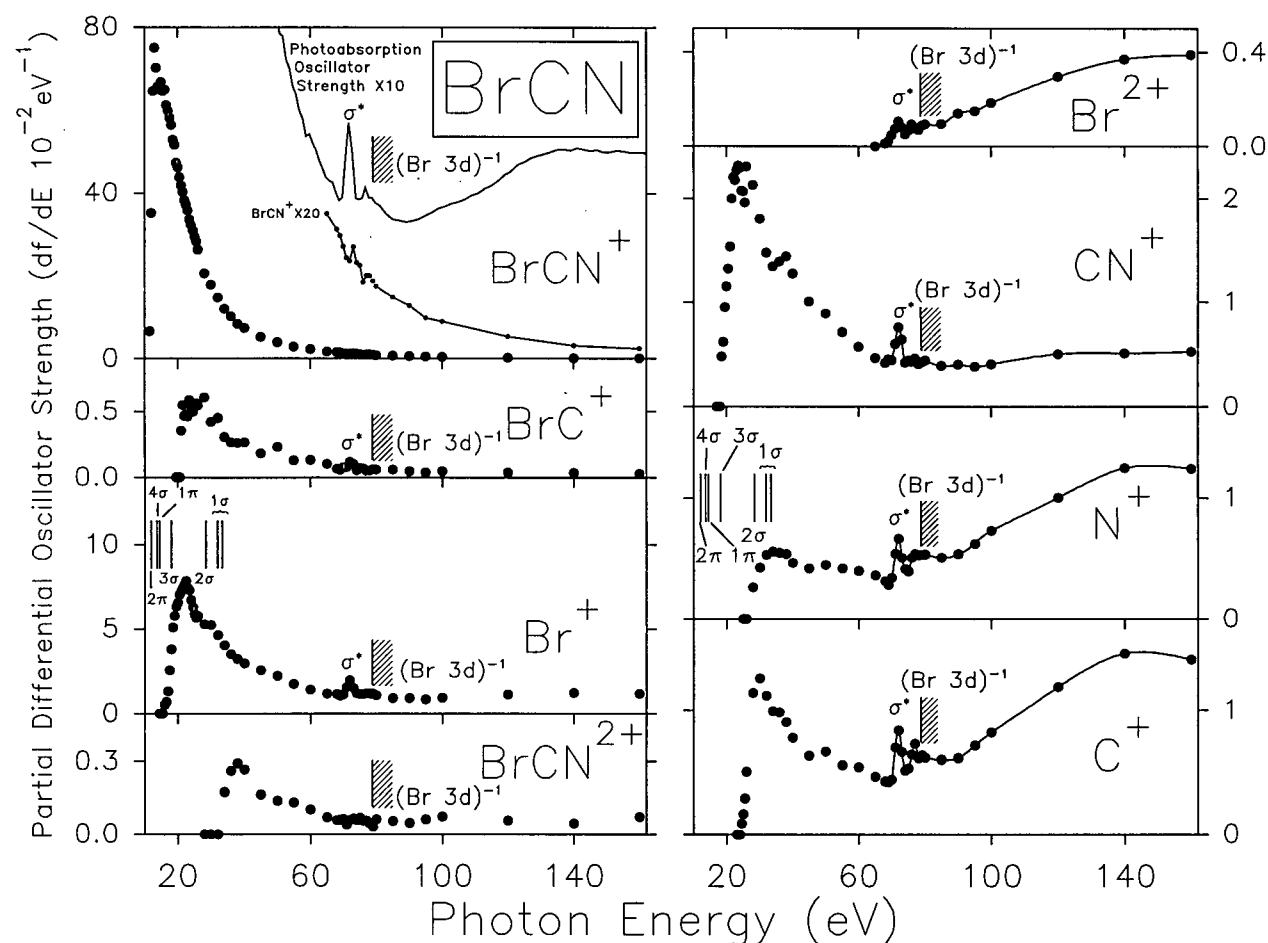 Partial Differential Oscillator Strength (df/dE 10⁻² eV⁻¹)
80
40
0
Photoabsorption
Oscillator
Strength X10
BrCN
σ*
(Br 3d)⁻¹
BrCN⁺X20
BrCN⁺
0.5
0.0
σ*
(Br 3d)⁻¹
BrC⁺
10
5
0
4σ 1π 1σ
3σ 2σ
2π
σ*
(Br 3d)⁻¹
Br⁺
0.3
0.0
(Br 3d)⁻¹
BrCN²⁺
20 60 100 140
(Br 3d)⁻¹
σ*
Br²⁺
0.4
0.0
σ*
(Br 3d)⁻¹
CN⁺
2
1
0
4σ 3σ 1σ
2π 1π 2σ
(Br 3d)⁻¹
σ*
N⁺
1
0
(Br 3d)⁻¹
σ*
C⁺
1
0
20 60 100 140
Photon Energy (eV)